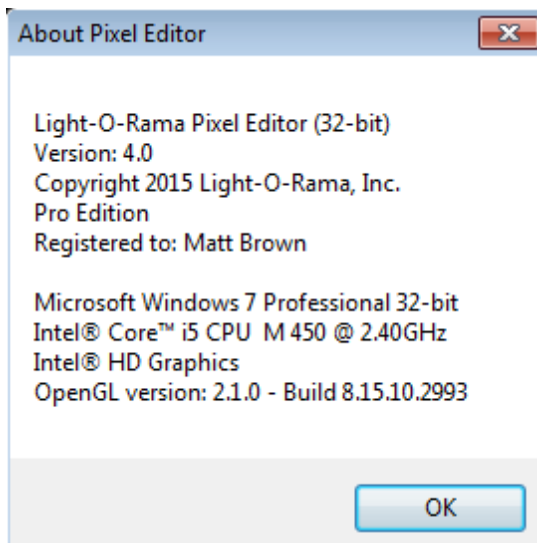 About Pixel Editor
Light-O-Rama Pixel Editor (32-bit)
Version: 4.0
Copyright 2015 Light-O-Rama, Inc.
Pro Edition
Registered to: Matt Brown
Microsoft Windows 7 Professional 32-bit
Intel® Core™ i5 CPU  M 450 @ 2.40GHz
Intel® HD Graphics
OpenGL version: 2.1.0 - Build 8.15.10.2993
OK